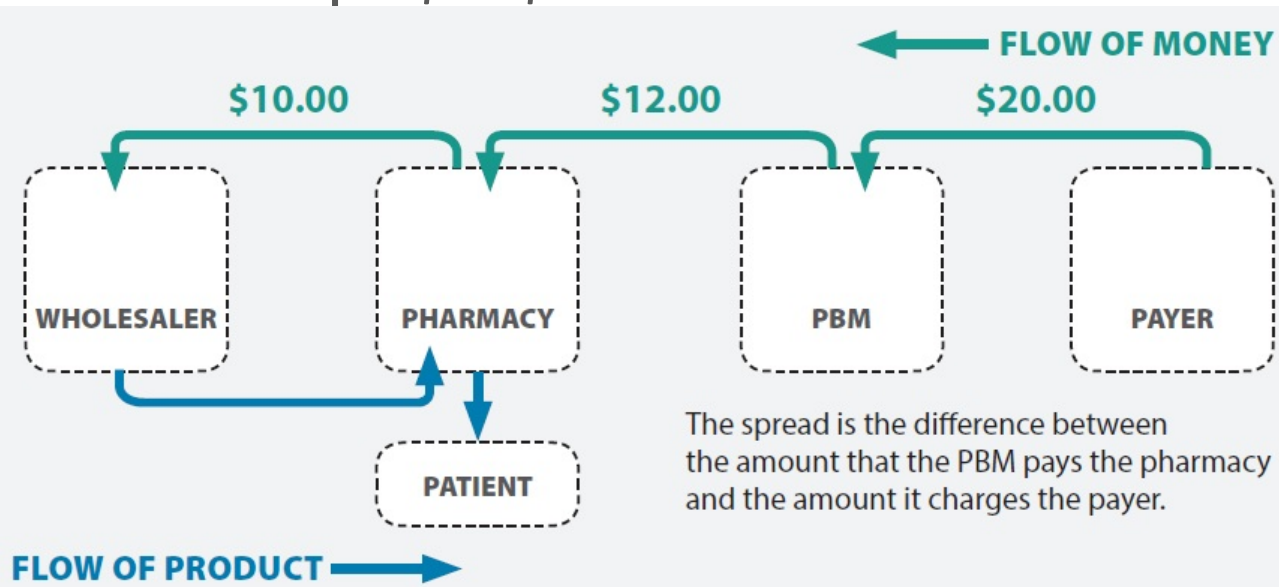 FLOW OF MONEY
$10.00
$12.00
$20.00
WHOLESALER
PHARMACY
PBM
PAYER
The spread is the difference between
the amount that the PBM pays the pharmacy
and the amount it charges the payer.
PATIENT
FLOW OF PRODUCT